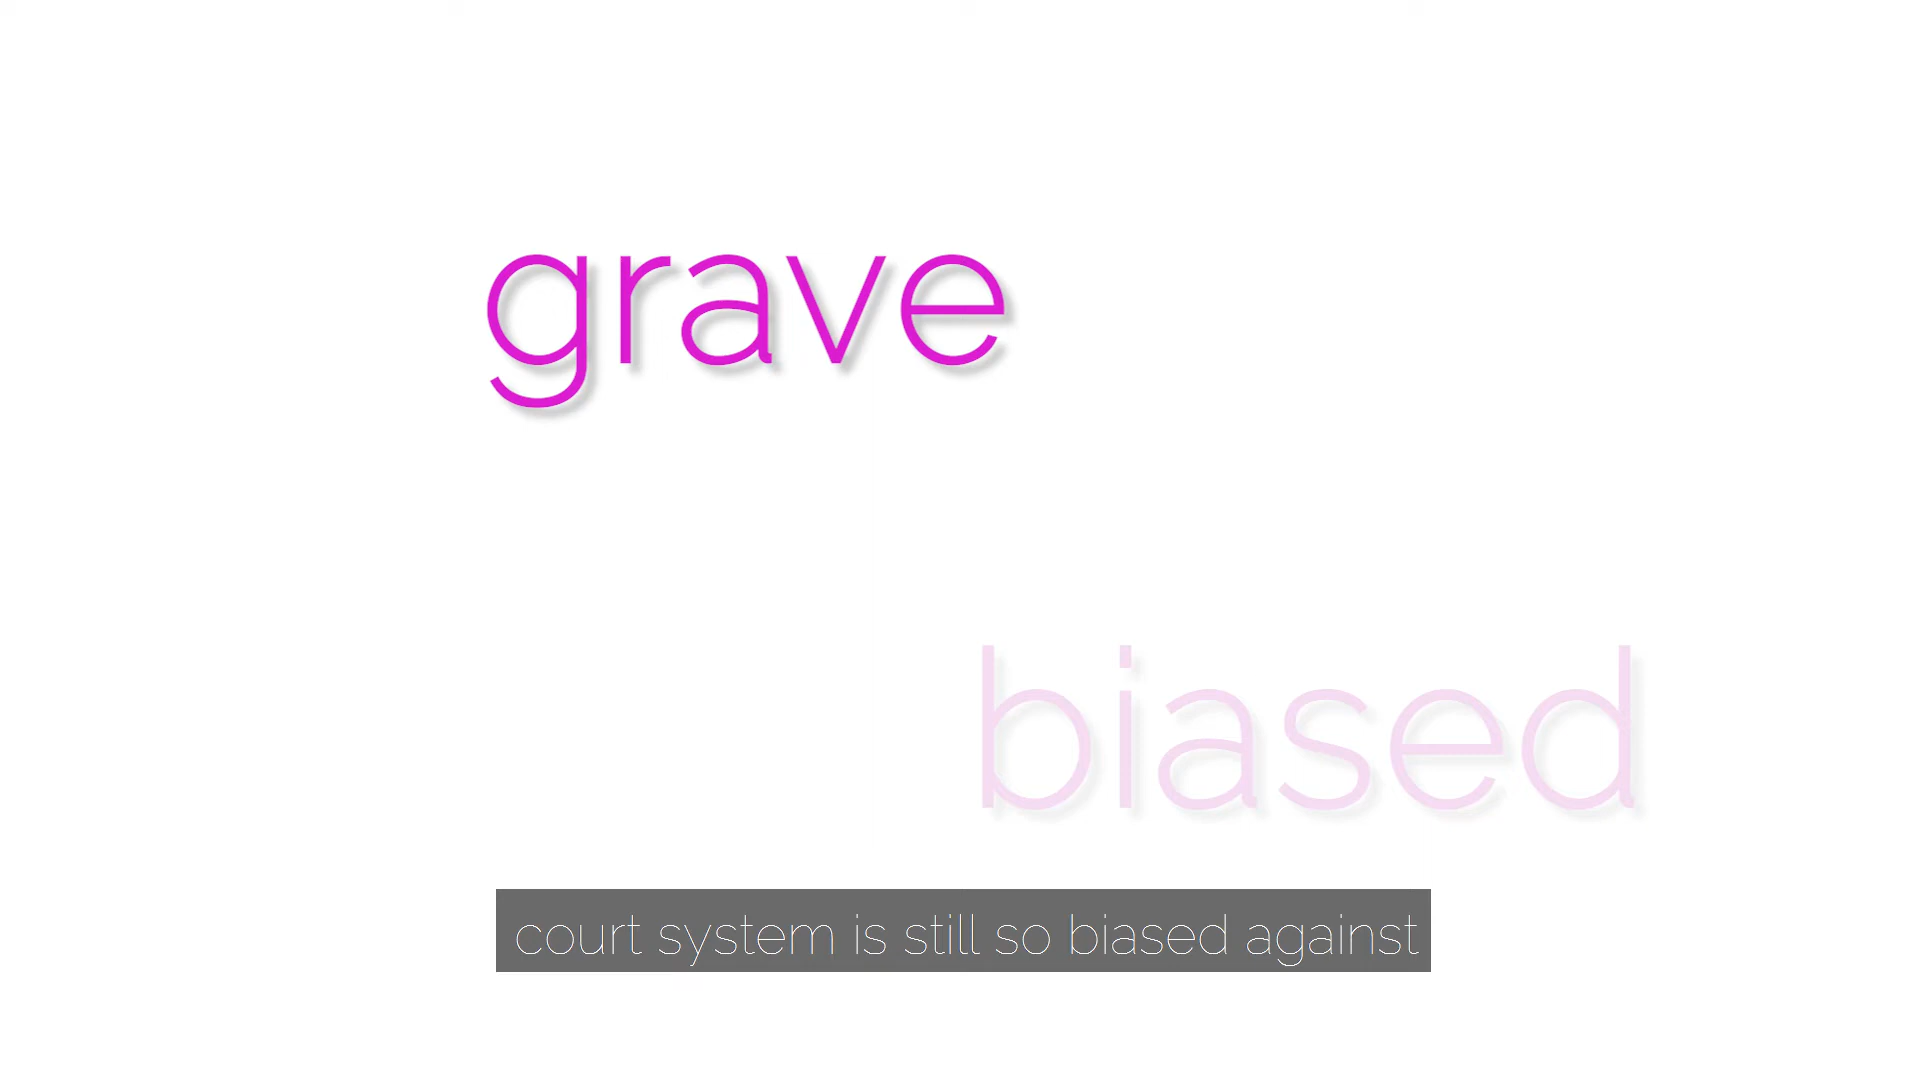 grave
biased
court system is still so biased against